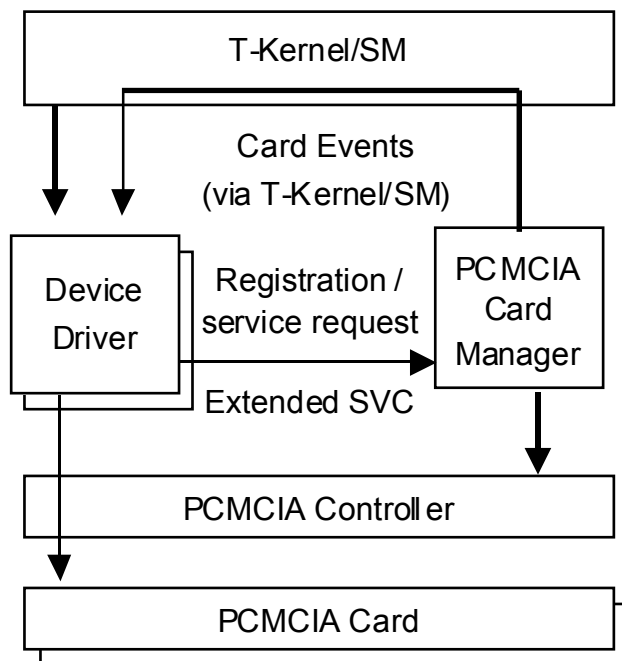 T-Kernel/SM
Card Events
(via T-Kernel/SM)
Device
Driver
Registration /
service request
Extended SVC
PCMCIA
Card
Manager
PCMCIA Controller
PCMCIA Card